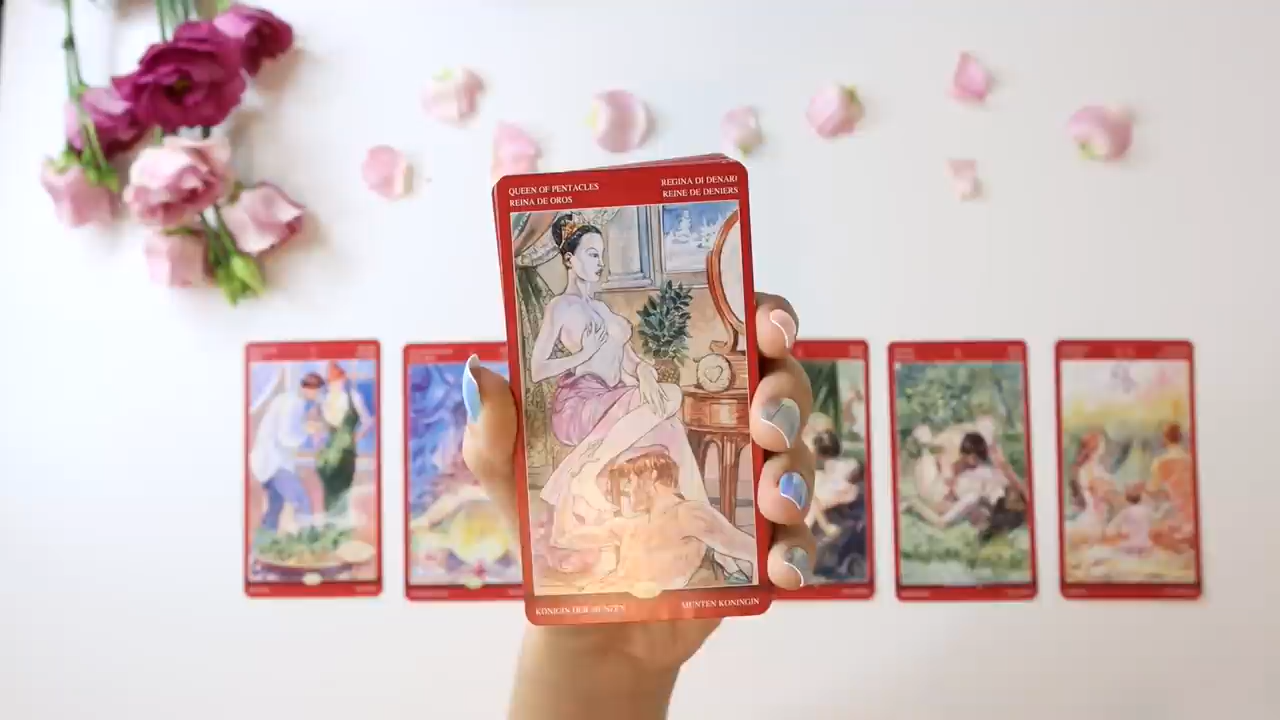 QUEEN OF PENTACLES
REINA DE OROS
REGINA DI DENARI
REINE DE DENIERS
KÖNIGIN DER MÜNZEN
MUNTEN KONINGIN